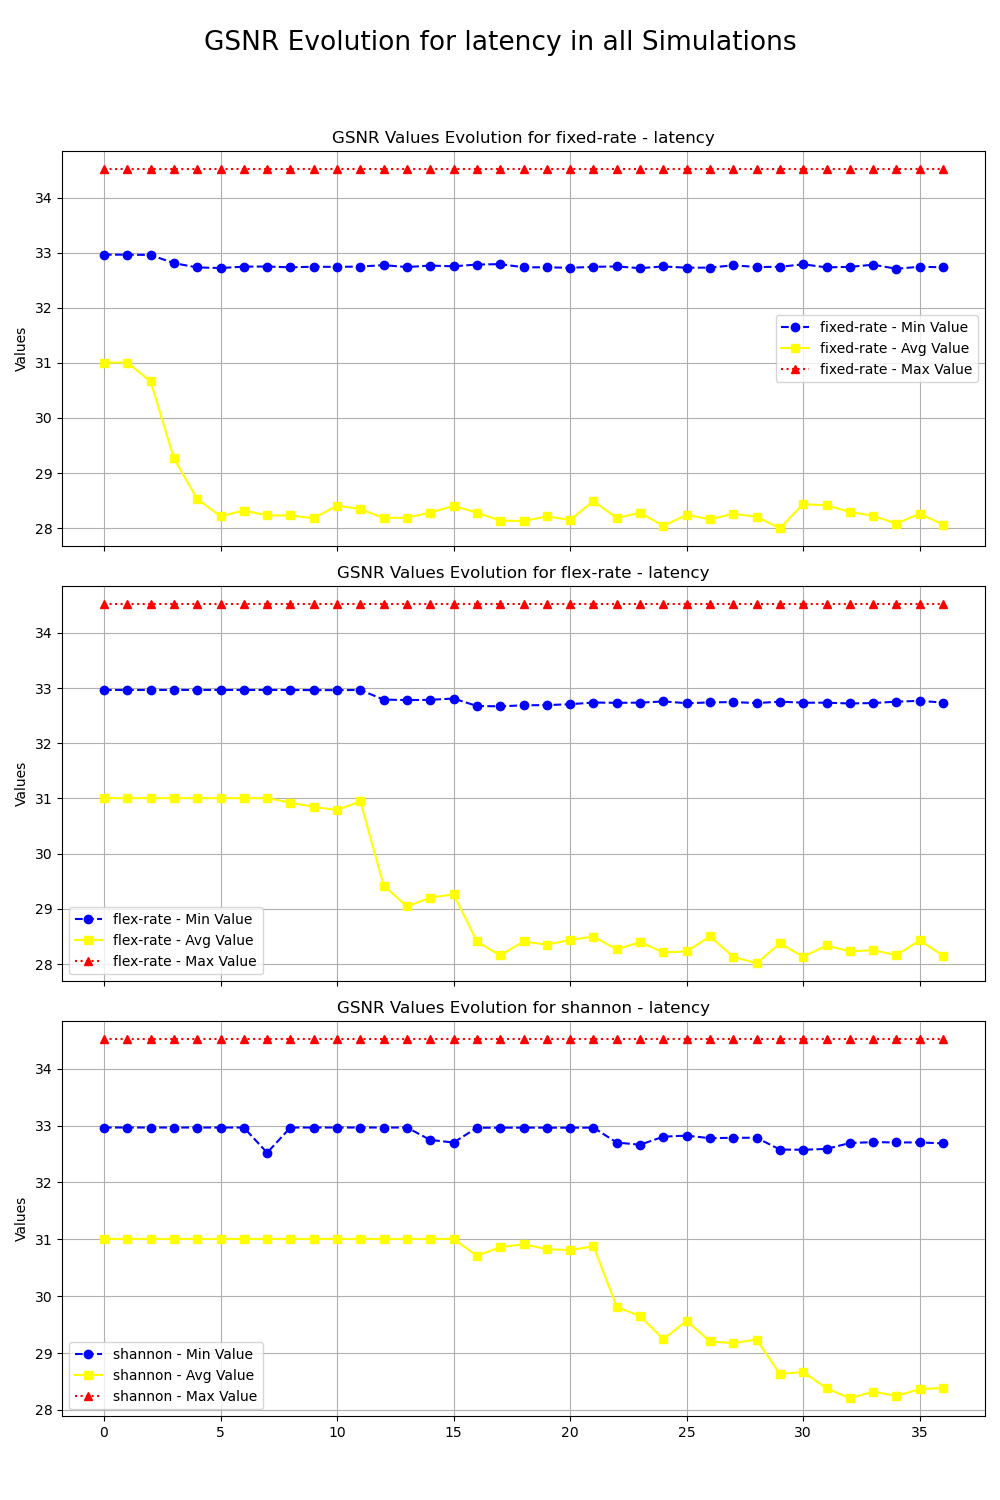 GSNR Evolution for latency in all Simulations
GSNR Values Evolution for fixed-rate - latency
34
33
32
31
30
29
28
Values
fixed-rate - Min Value
fixed-rate - Avg Value
fixed-rate - Max Value
GSNR Values Evolution for flex-rate - latency
34
33
32
31
30
29
28
Values
flex-rate - Min Value
flex-rate - Avg Value
flex-rate - Max Value
GSNR Values Evolution for shannon - latency
34
33
32
31
30
29
28
Values
shannon - Min Value
shannon - Avg Value
shannon - Max Value
0 5 10 15 20 25 30 35